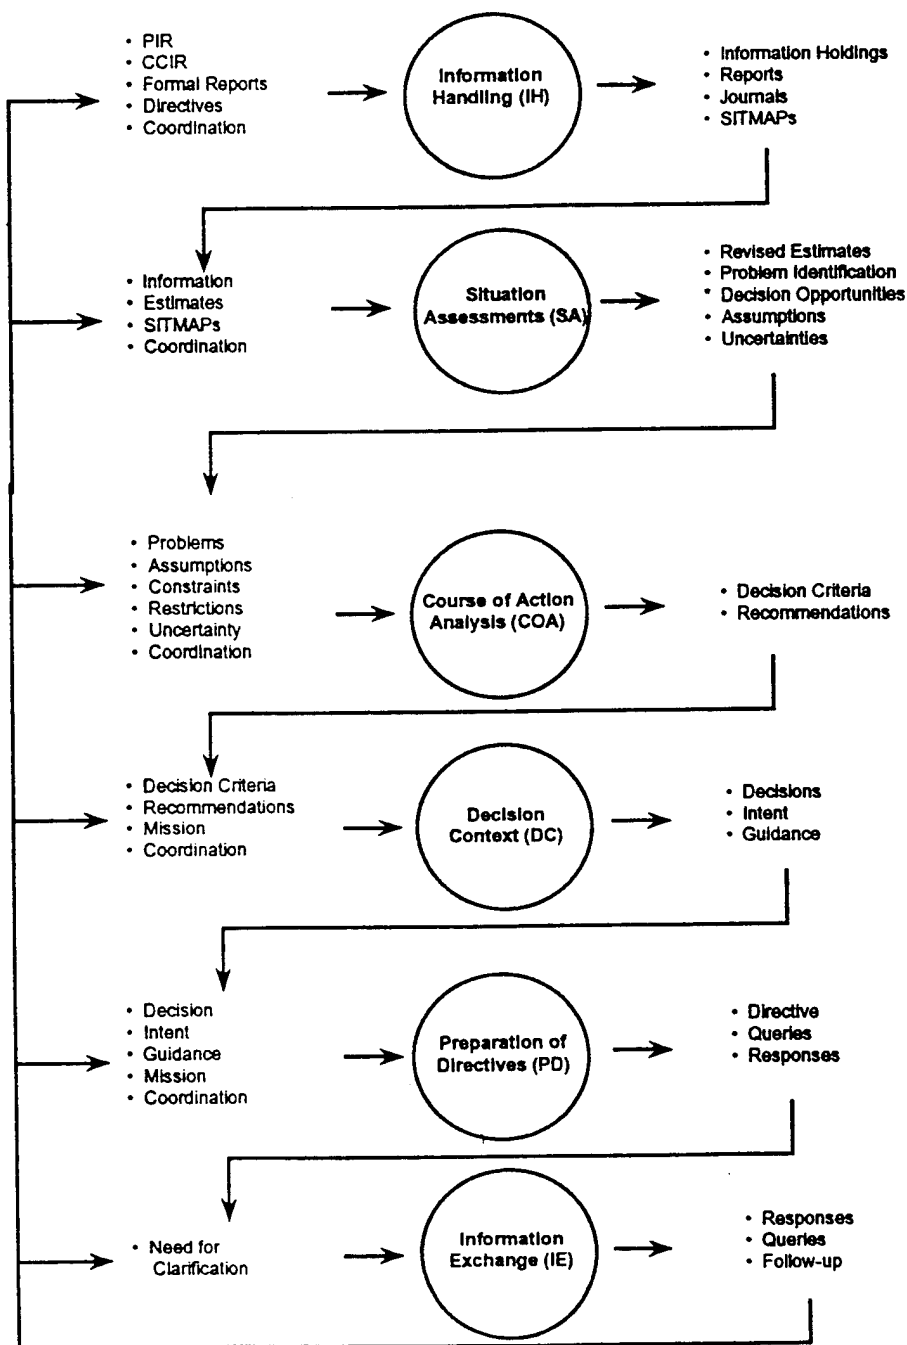 • PIR
• CCIR
• Formal Reports
• Directives
• Coordination
Information
Handling (IH)
• Information Holdings
• Reports
• Journals
• SITMAPs
• Information
• Estimates
• SITMAPs
• Coordination
Situation
Assessments (SA)
• Revised Estimates
• Problem Identification
* Decision Opportunities
• Assumptions
• Uncertainties
• Problems
• Assumptions
• Constraints
• Restrictions
• Uncertainty
• Coordination
Course of Action
Analysis (COA)
• Decision Criteria
• Recommendations
• Decision Criteria
• Recommendations
• Mission
• Coordination
Decision
Context (DC)
• Decisions
• Intent
• Guidance
• Decision
• Intent
• Guidance
• Mission
• Coordination
Preparation of
Directives (PD)
• Directive
• Queries
• Responses
• Need for
Clarification
Information
Exchange (IE)
• Responses
• Queries
• Follow-up